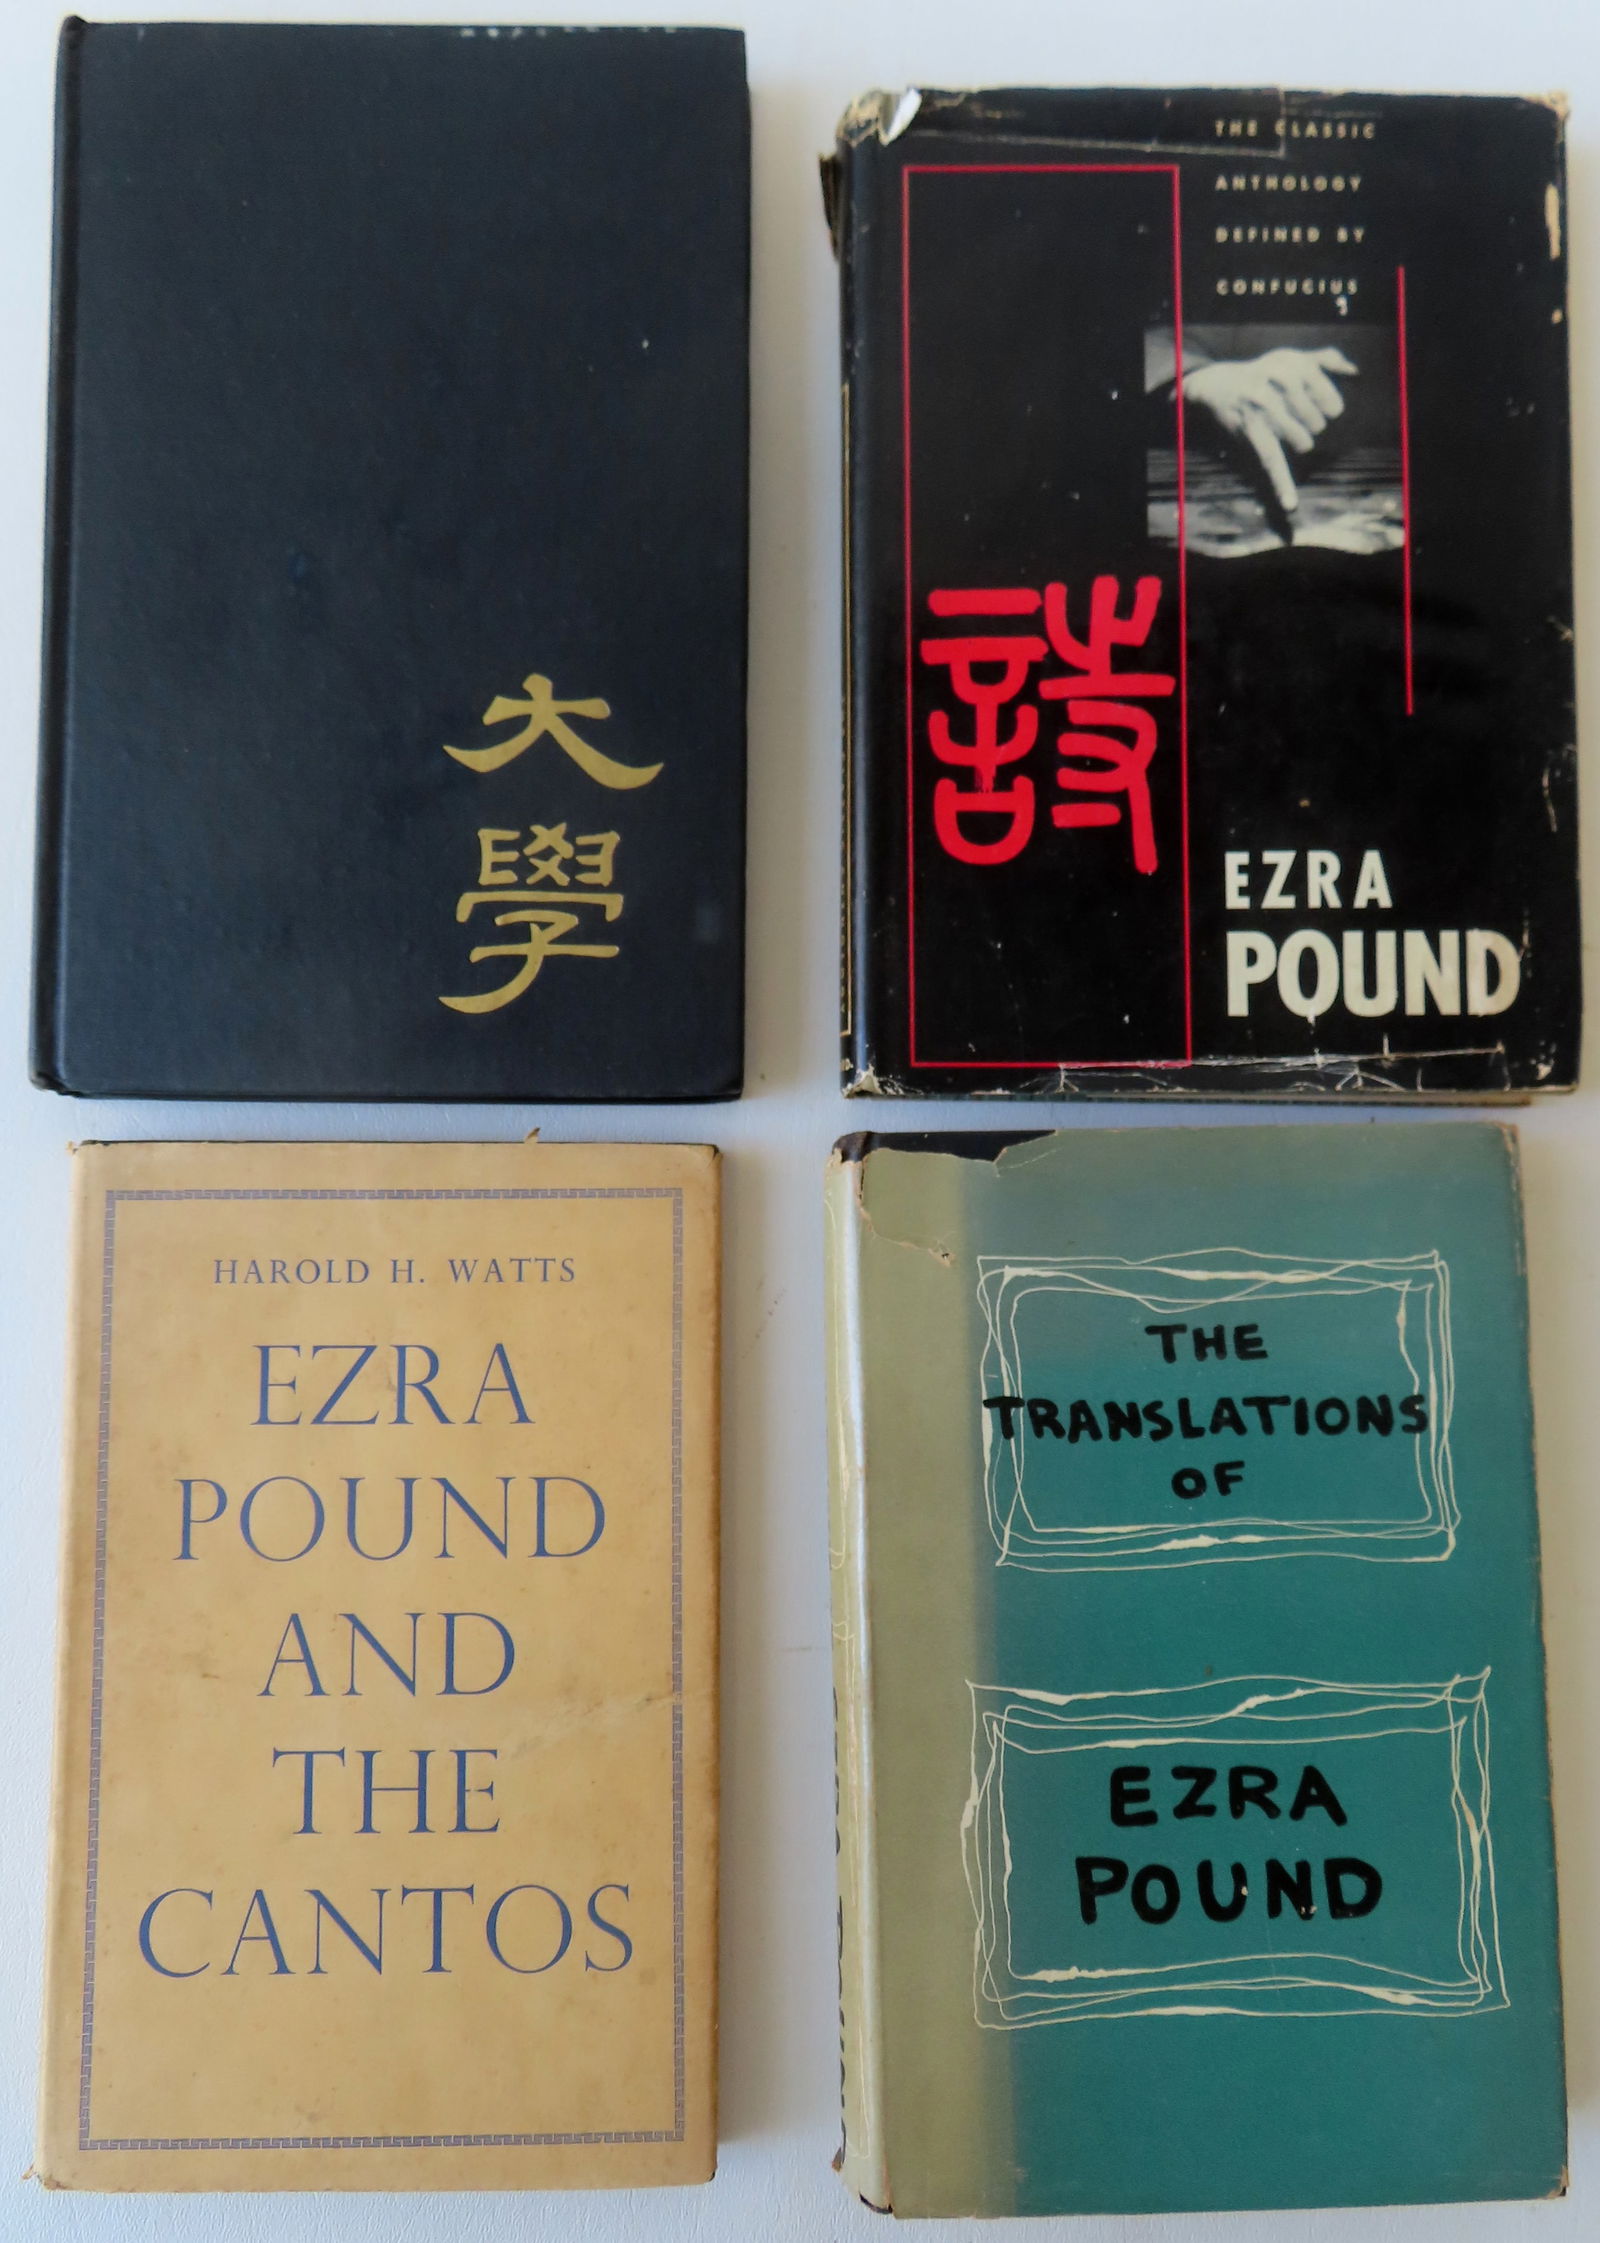 大
學
THE CLASSIC
ANTHOLOGY
DEFINED BY
CONFUCIUS
詩
EZRA
POUND
HAROLD H. WATTS
EZRA
POUND
AND
THE
CANTOS
THE
TRANSLATIONS
OF
EZRA
POUND